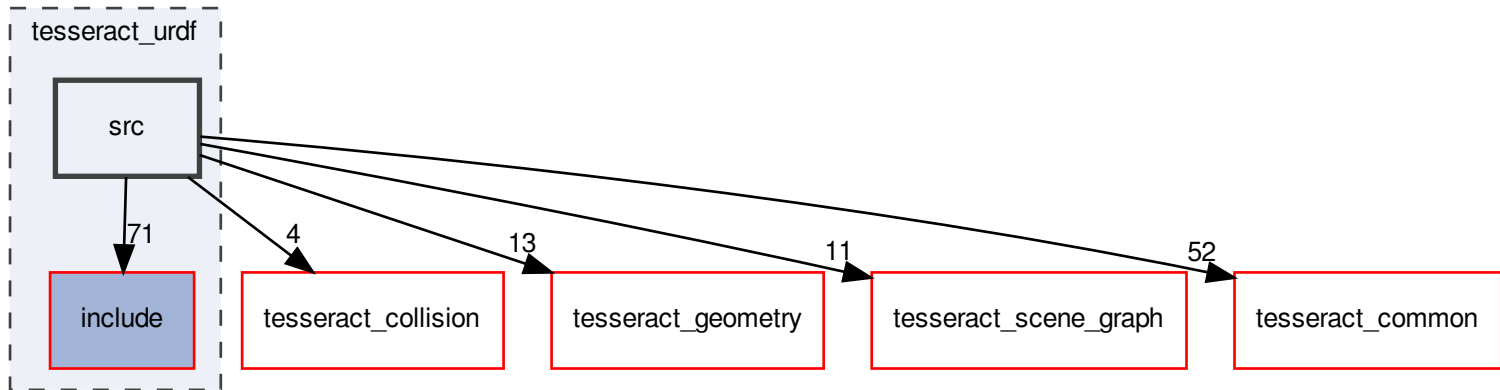 tesseract_urdf
src
71
4
13
11
52
include
tesseract_collision
tesseract_geometry
tesseract_scene_graph
tesseract_common